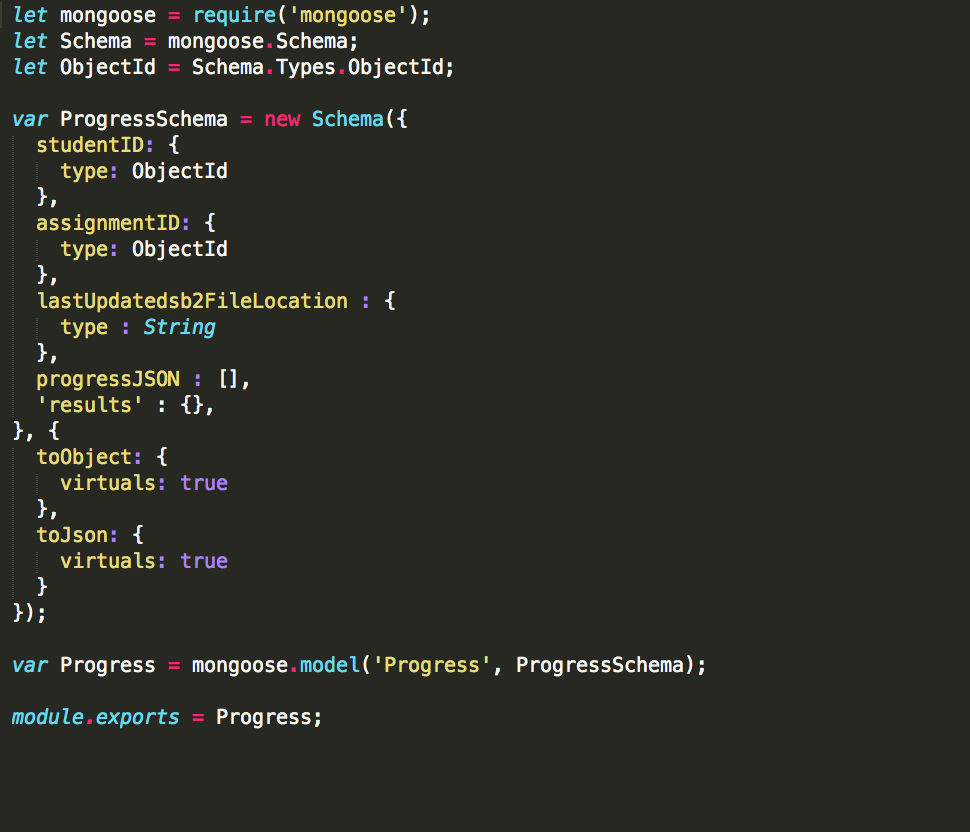 let mongoose = require('mongoose');
let Schema = mongoose.Schema;
let ObjectId = Schema.Types.ObjectId;

var ProgressSchema = new Schema({
  studentID: {
    type: ObjectId
  },
  assignmentID: {
    type: ObjectId
  },
  lastUpdatedsb2FileLocation : {
    type : String
  },
  progressJSON : [],
  'results' : {},
}, {
  toObject: {
    virtuals: true
  },
  toJson: {
    virtuals: true
  }
});

var Progress = mongoose.model('Progress', ProgressSchema);

module.exports = Progress;